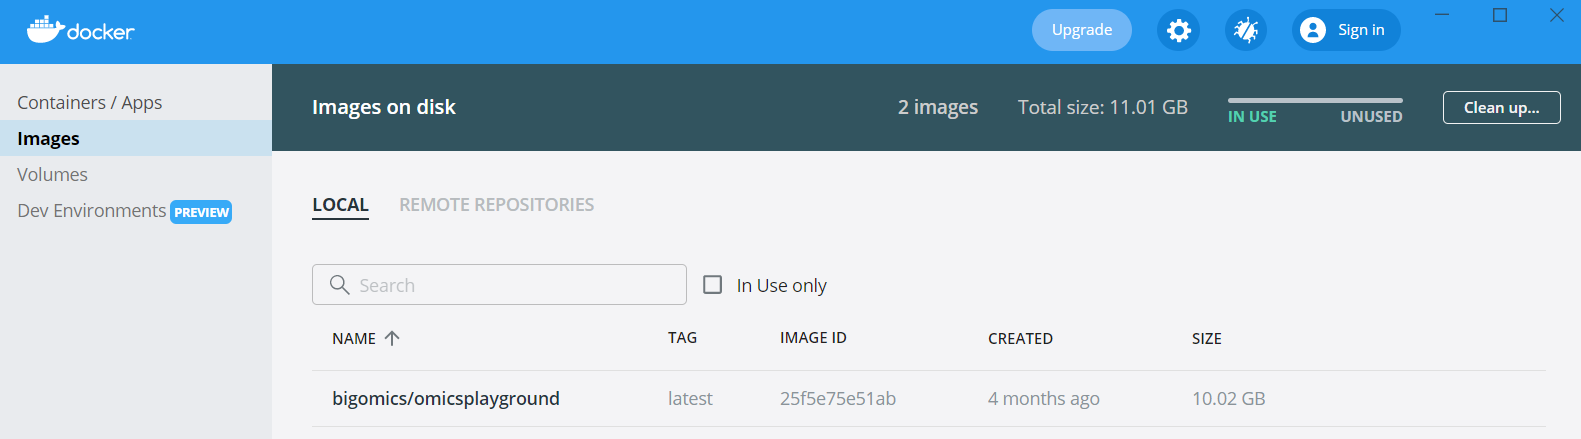 docker
Upgrade
Sign in
Containers / Apps
Images
Volumes
Dev Environments PREVIEW
Images on disk
2 images
Total size: 11.01 GB
IN USE
UNUSED
Clean up...
LOCAL
REMOTE REPOSITORIES
Search
In Use only
NAME
TAG
IMAGE ID
CREATED
SIZE
bigomics/omicsplayground
latest
25f5e75e51ab
4 months ago
10.02 GB